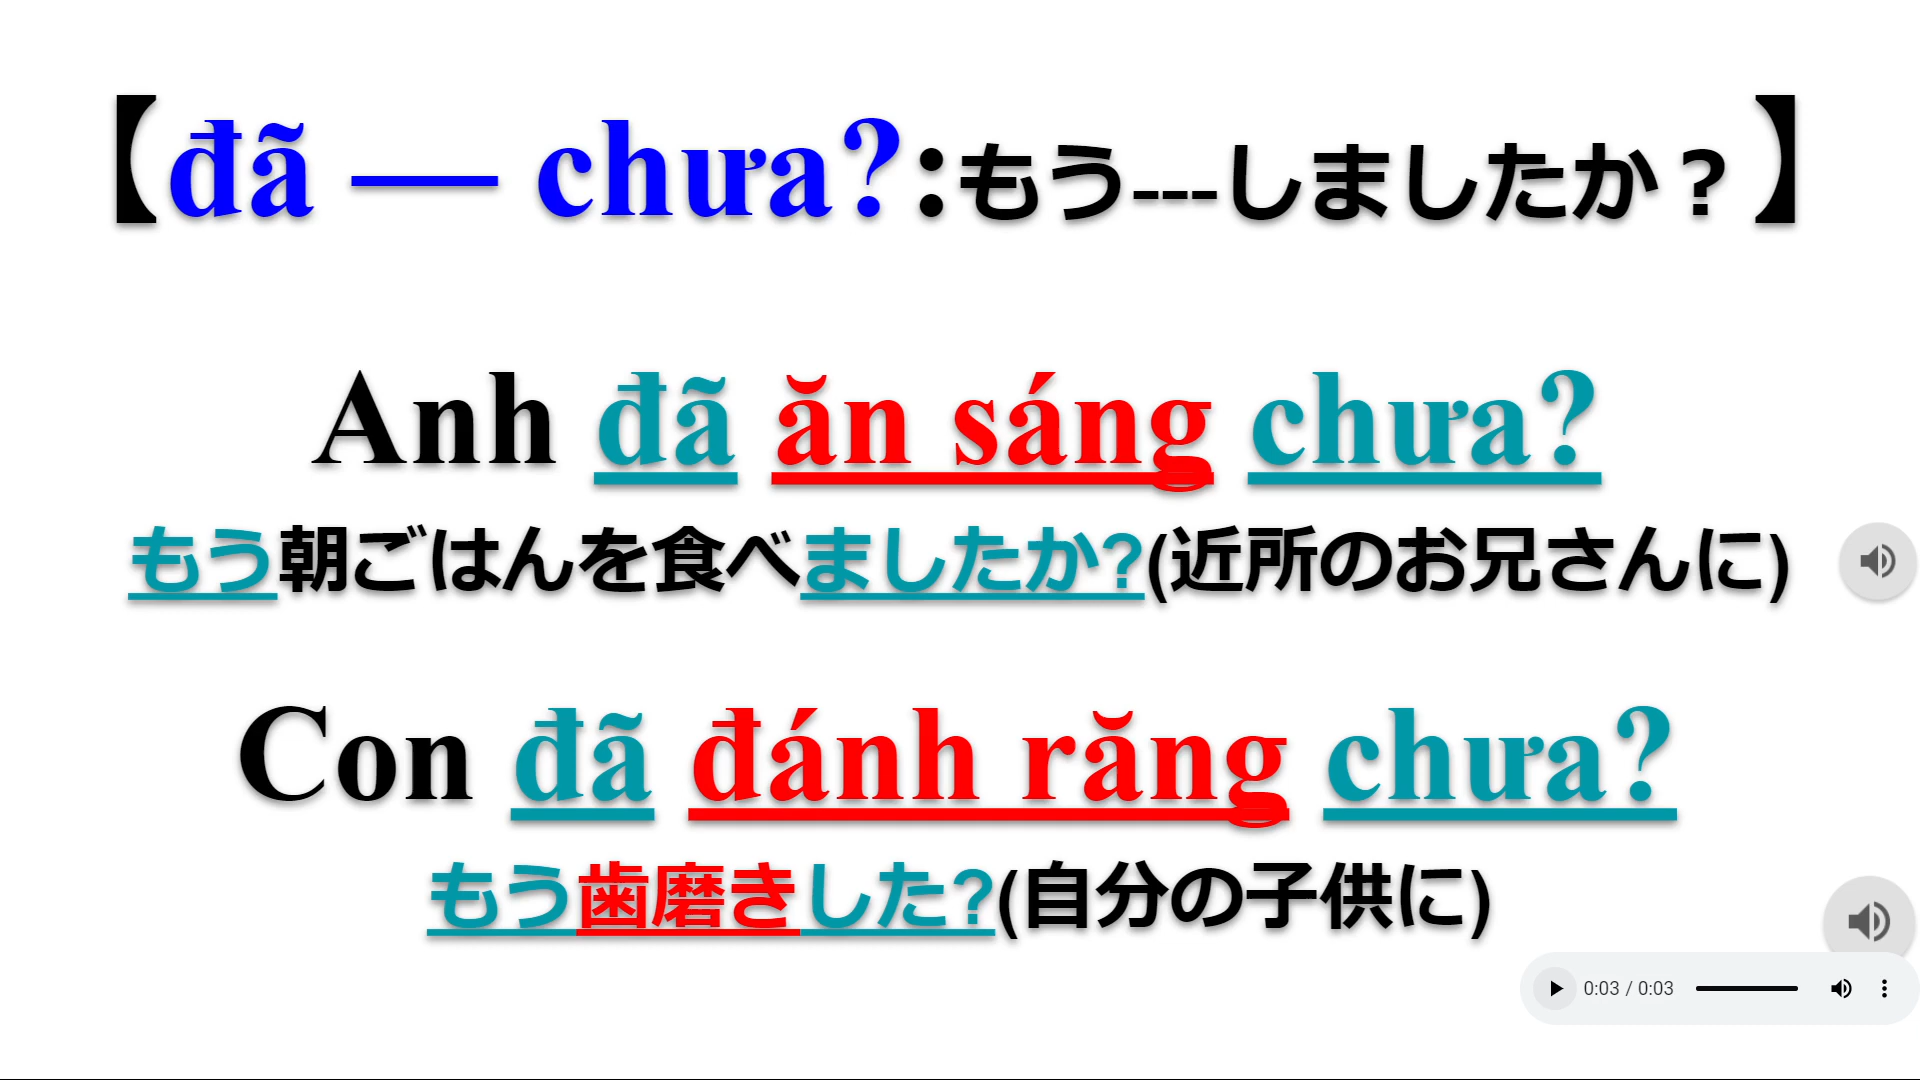 【đã — chưa?:もう---しましたか？】
Anh đã ăn sáng chưa?
もう朝ごはんを食べましたか?(近所のお兄さんに)
Con đã đánh răng chưa?
もう歯磨きした?(自分の子供に)
0:03 / 0:03